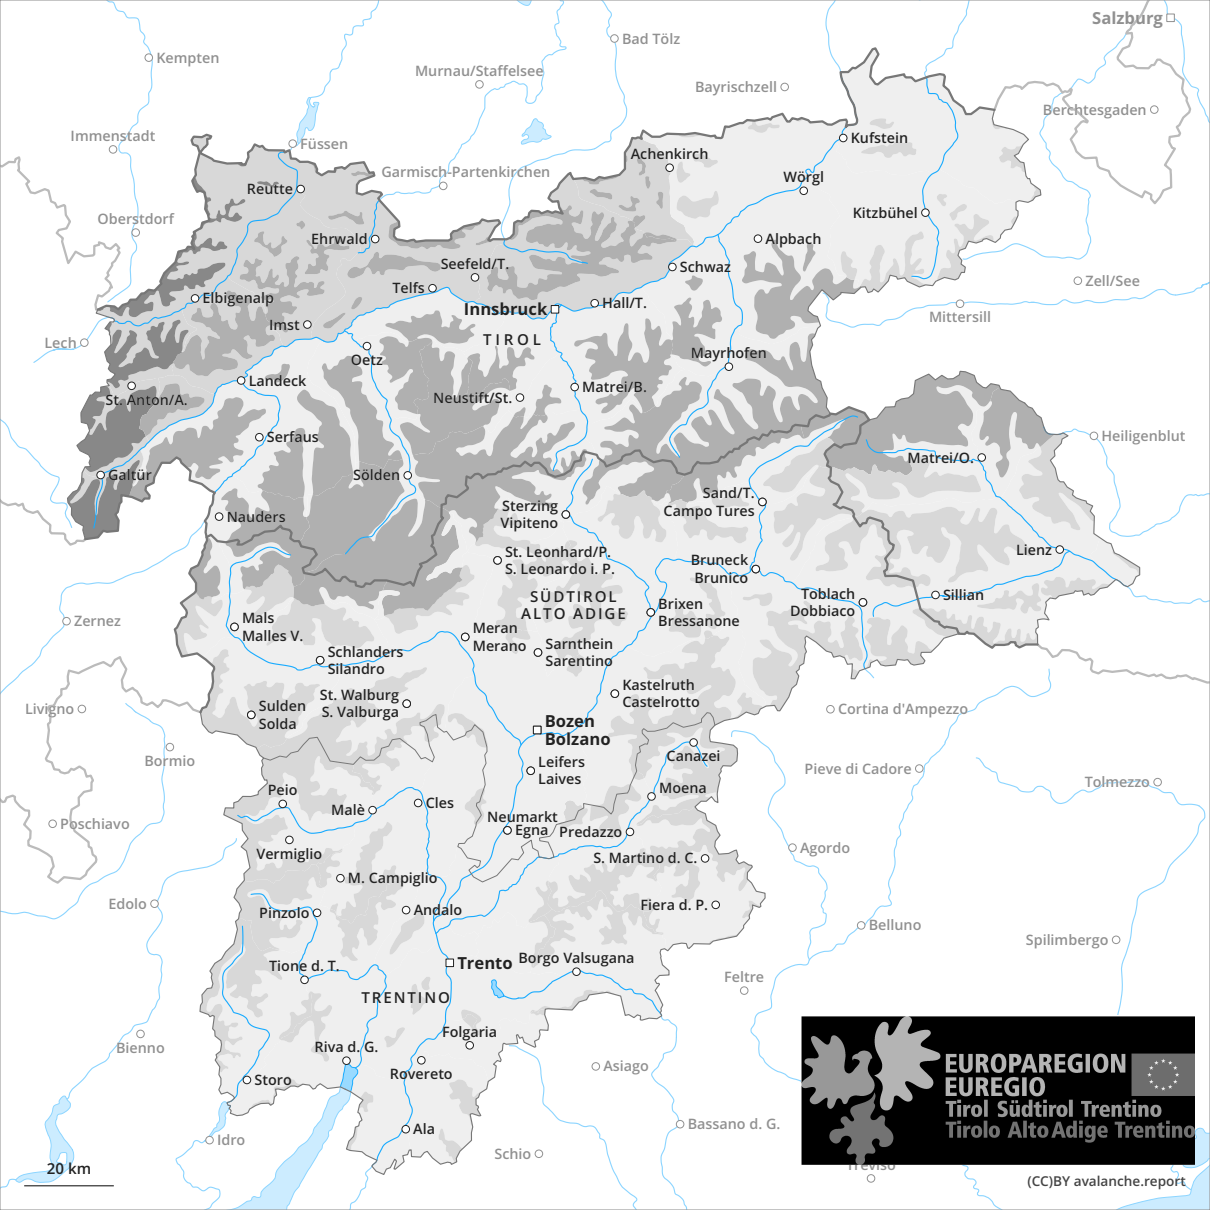 Salzburg
Kempten
Bad Tölz
Murnau/Staffelsee
Bayrischzell
Berchtesgaden
Immenstadt
Füssen
Kufstein
Achenkirch
Garmisch-Partenkirchen
Wörgl
Reutte
Oberstdorf
Kitzbühel
Ehrwald
Alpbach
Seefeld/T.
Schwaz
Zell/See
Telfs
Elbigenalp
Hall/T.
Innsbruck
Mittersill
Imst
TIROL
Lech
Oetz
Mayrhofen
Landeck
Matrei/B.
St. Anton/A.
Neustift/St.
Serfaus
Heiligenblut
Matrei/O.
Galtür
Sölden
Sand/T.
Campo Tures
Sterzing
Vipiteno
Nauders
St. Leonhard/P.
S. Leonardo i. P.
Lienz
Bruneck
Brunico
SÜDTIROL
ALTO ADIGE
Toblach
Dobbiaco
Sillian
Brixen
Bressanone
Zernez
Mals
Malles V.
Meran
Merano
Sarnthein
Sarentino
Schlanders
Silandro
Kastelruth
Castelrotto
St. Walburg
S. Valburga
Sulden
Solda
Livigno
Cortina d'Ampezzo
Bozen
Bolzano
Bormio
Canazei
Leifers
Laives
Pieve di Cadore
Tolmezzo
Peio
Moena
Malè
Cles
Neumarkt
Egna
Predazzo
Poschiavo
Vermiglio
Agordo
S. Martino d. C.
M. Campiglio
Edolo
Pinzolo
Andalo
Fiera d. P.
Belluno
Spilimbergo
Trento
Borgo Valsugana
Tione d. T.
Feltre
TRENTINO
Folgaria
Bienno
Riva d. G.
Asiago
Rovereto
Storo
EUROPAREGION
EUREGIO
Tirol Südtirol Trentino
Tirolo Alto Adige Trentino
Bassano d. G.
Ala
Idro
Schio
Treviso
20 km
(CC)BY avalanche.report